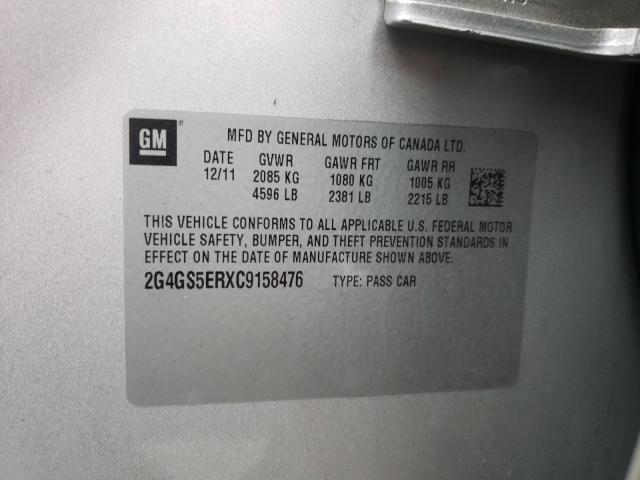 GM
MFD BY GENERAL MOTORS OF CANADA LTD.
DATE GVWR GAWR FRT GAWR RR
12/11 2085 KG 1080 KG 1005 KG
4596 LB 2381 LB 2215 LB
THIS VEHICLE CONFORMS TO ALL APPLICABLE U.S. FEDERAL MOTOR
VEHICLE SAFETY, BUMPER, AND THEFT PREVENTION STANDARDS IN
EFFECT ON THE DATE OF MANUFACTURE SHOWN ABOVE.
2G4GS5ERXC9158476 TYPE: PASS CAR